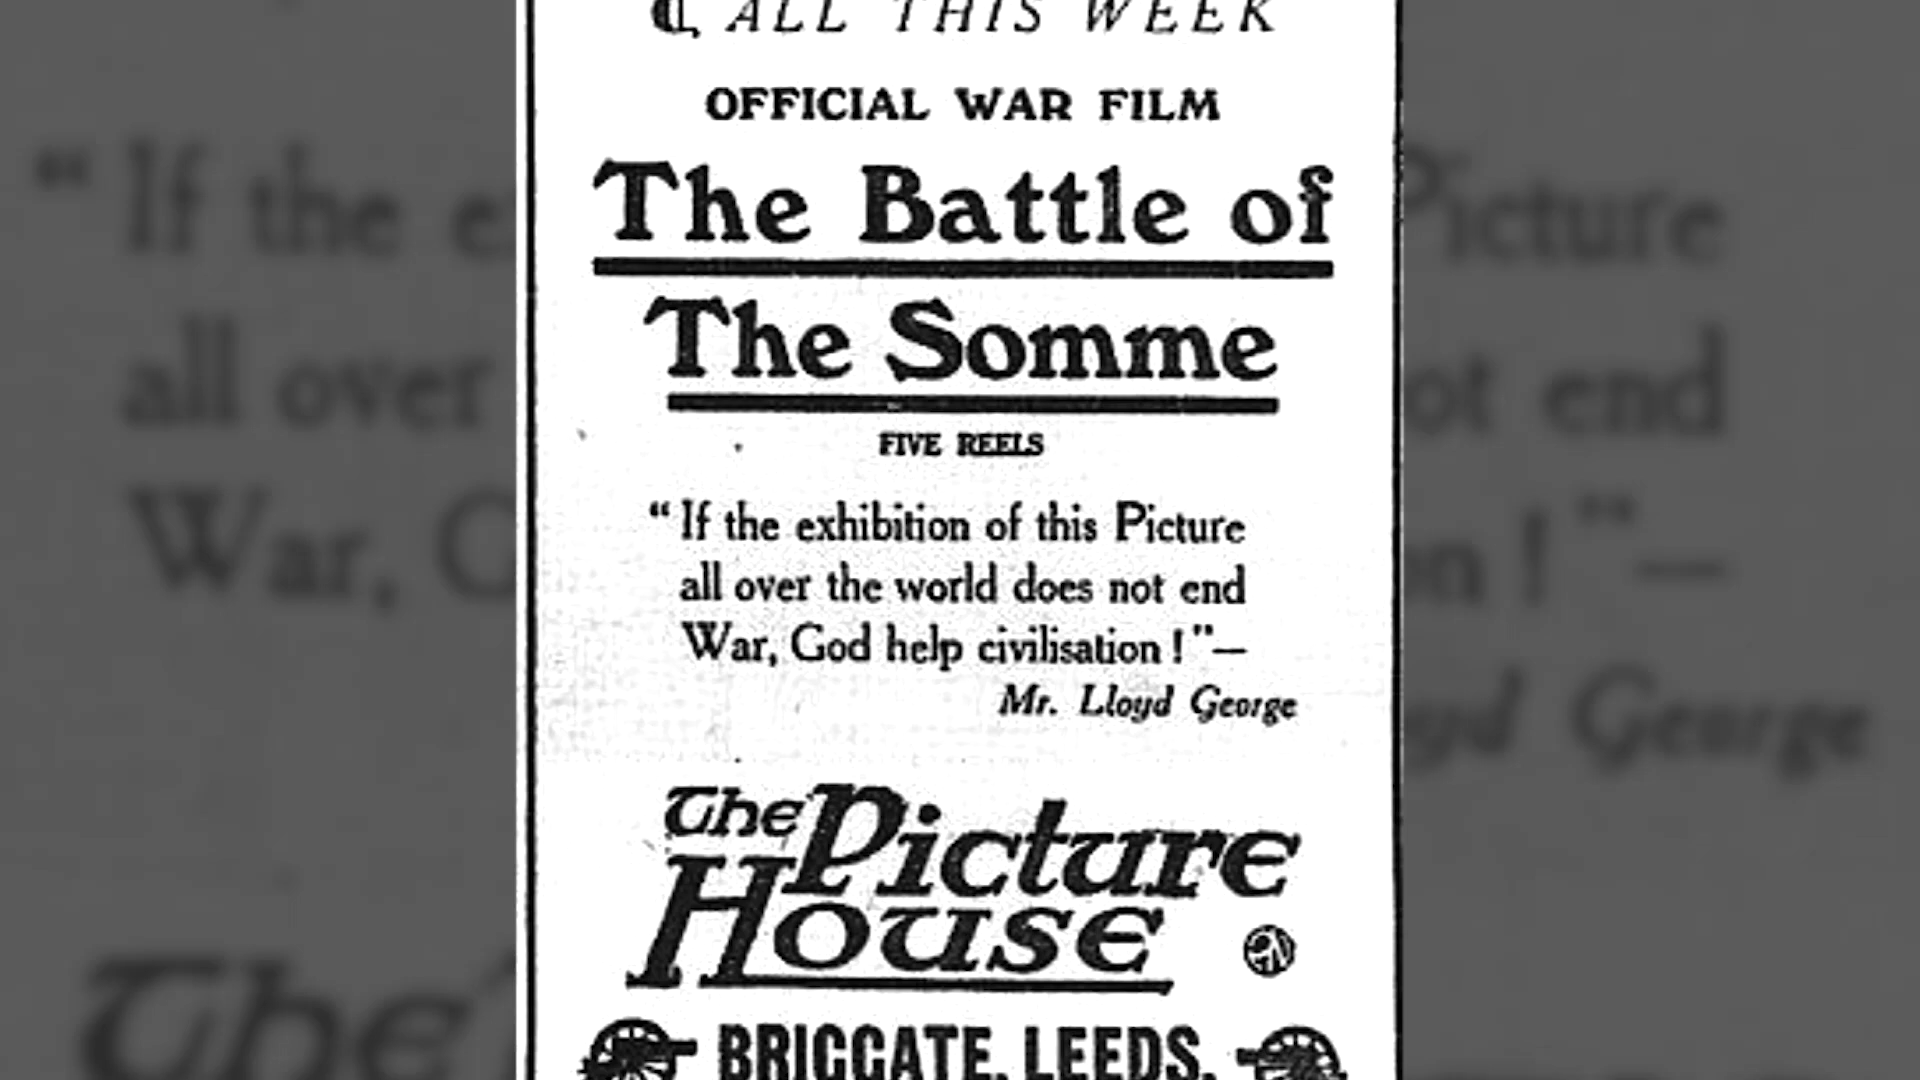 ALL THIS WEEK
OFFICIAL WAR FILM
The Battle of
The Somme
FIVE REELS
“If the exhibition of this Picture
all over the world does not end
War, God help civilisation!”—
Mr. Lloyd George
The Picture
House
BRIGGATE, LEEDS.